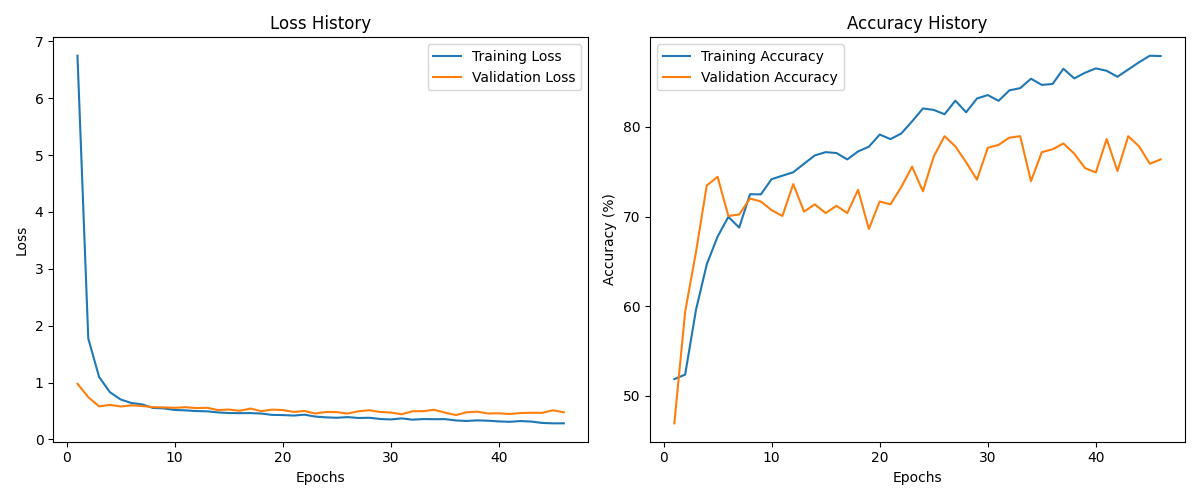 Loss History
7
6
5
4
3
2
1
0
Loss
Training Loss
Validation Loss
0
10
20
30
40
Epochs
Accuracy History
80
70
60
50
Accuracy (%)
Training Accuracy
Validation Accuracy
0
10
20
30
40
Epochs